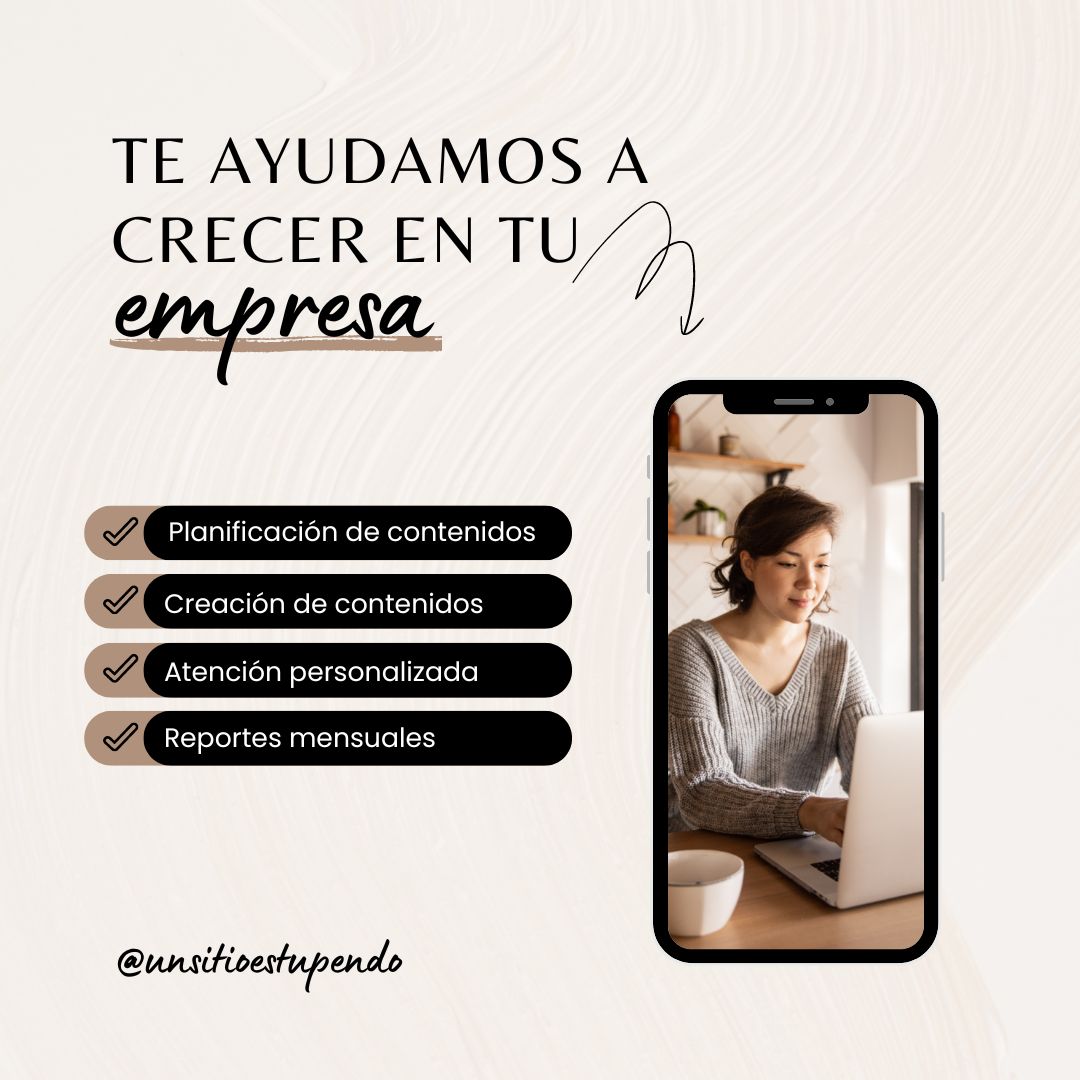 TE AYUDAMOS A
CRECER EN TU
empresa
Planificación de contenidos
Creación de contenidos
Atención personalizada
Reportes mensuales
@unsitioestupendo